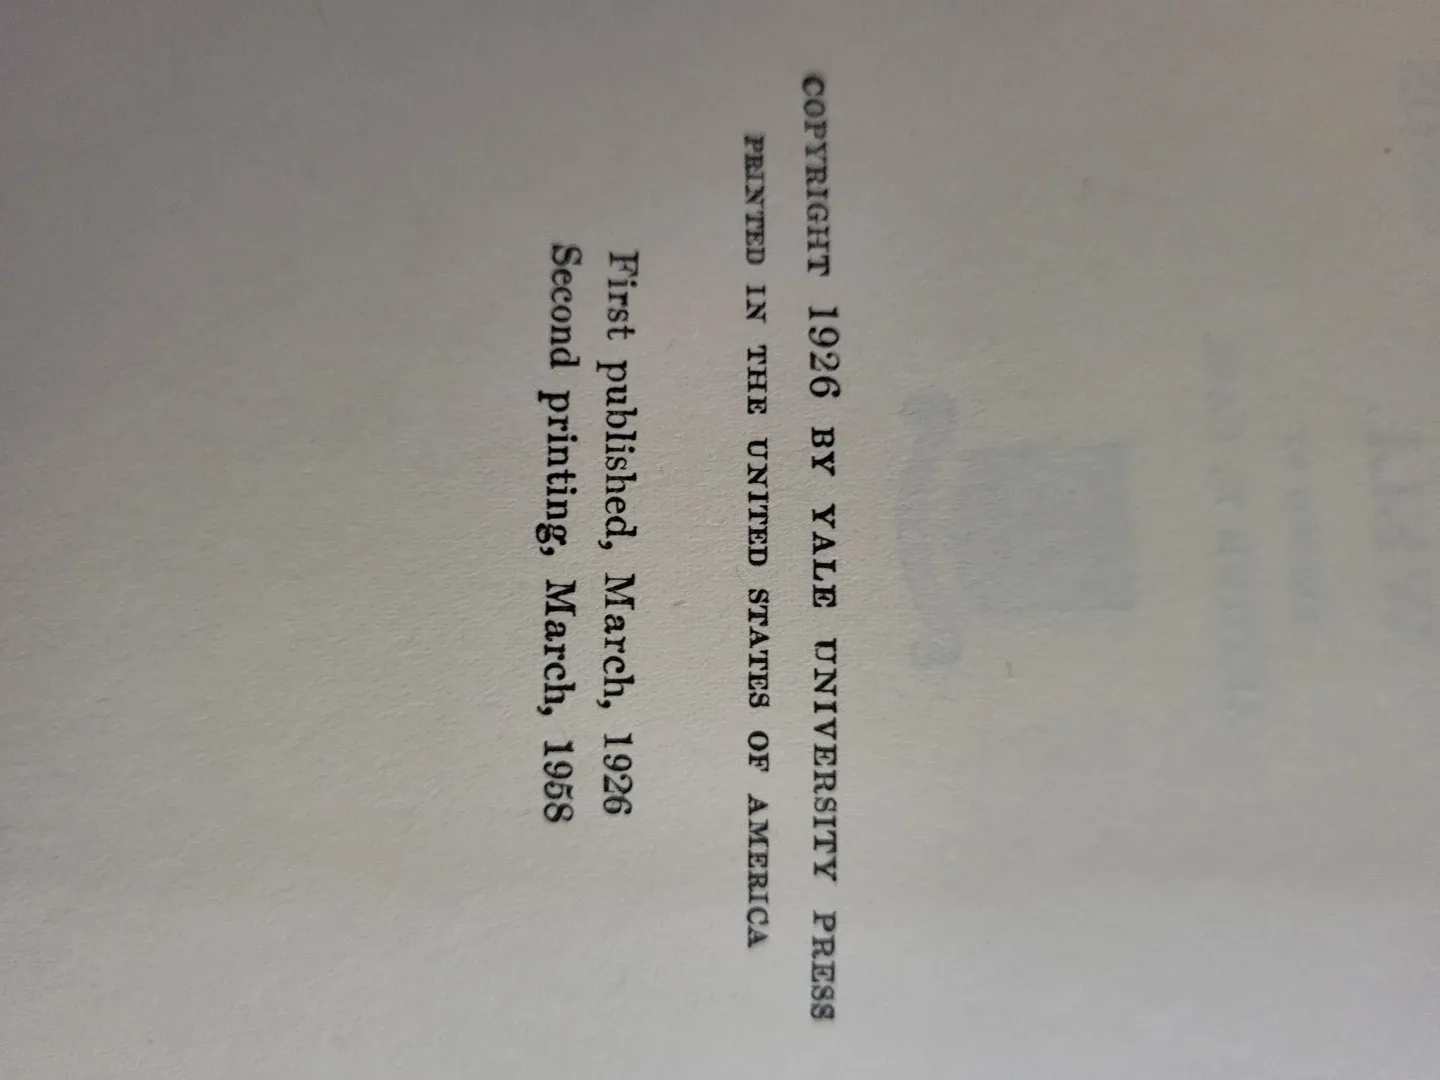 COPYRIGHT 1926 BY YALE UNIVERSITY PRESS
PRINTED IN THE UNITED STATES OF AMERICA
First published, March, 1926
Second printing, March, 1958